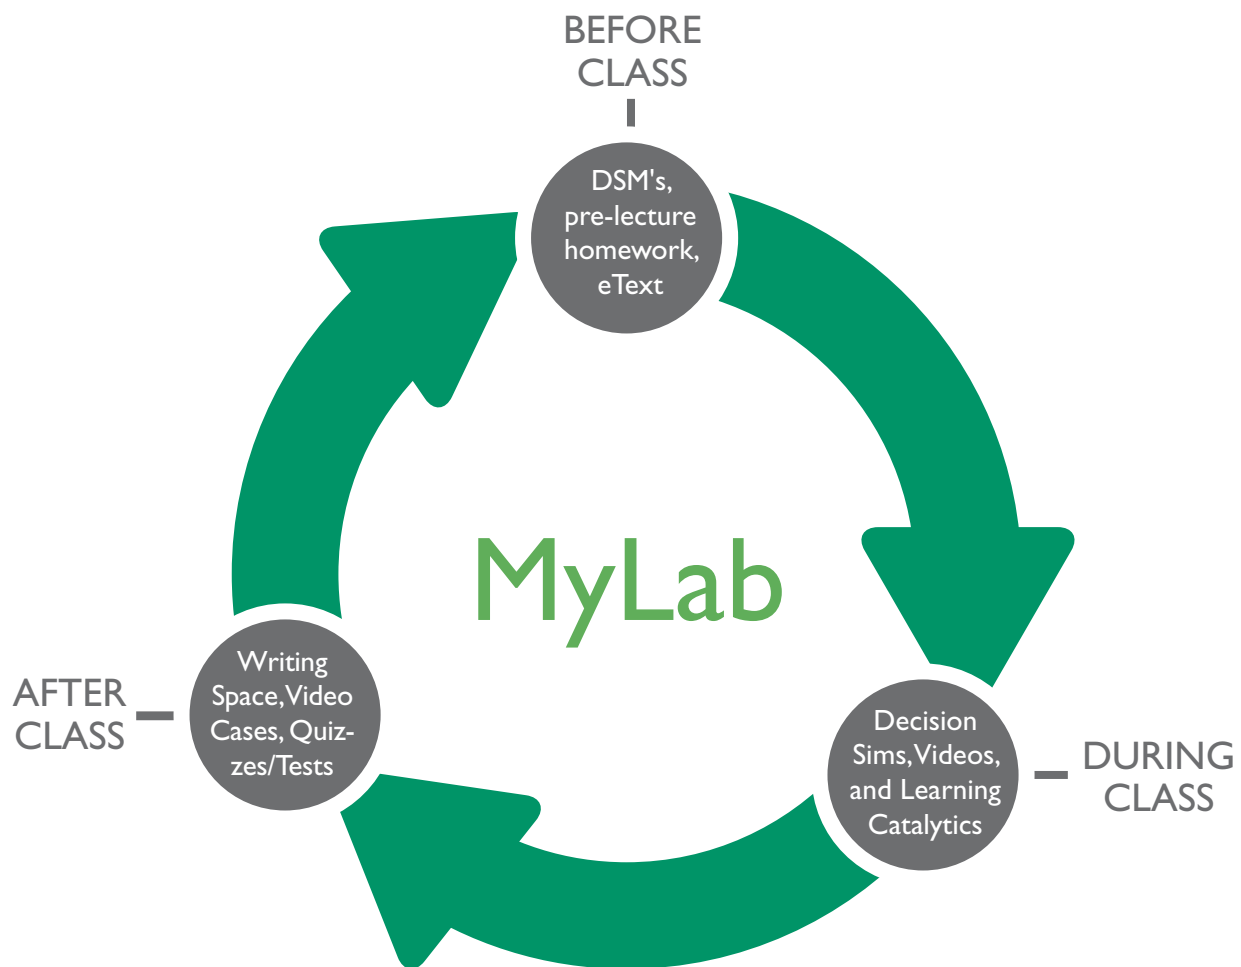 BEFORE
CLASS
DSM's,
pre-lecture
homework,
eText
MyLab
AFTER
CLASS
Writing
Space, Video
Cases, Quiz-
zes/Tests
Decision
Sims, Videos,
and Learning
Catalytics
DURING
CLASS